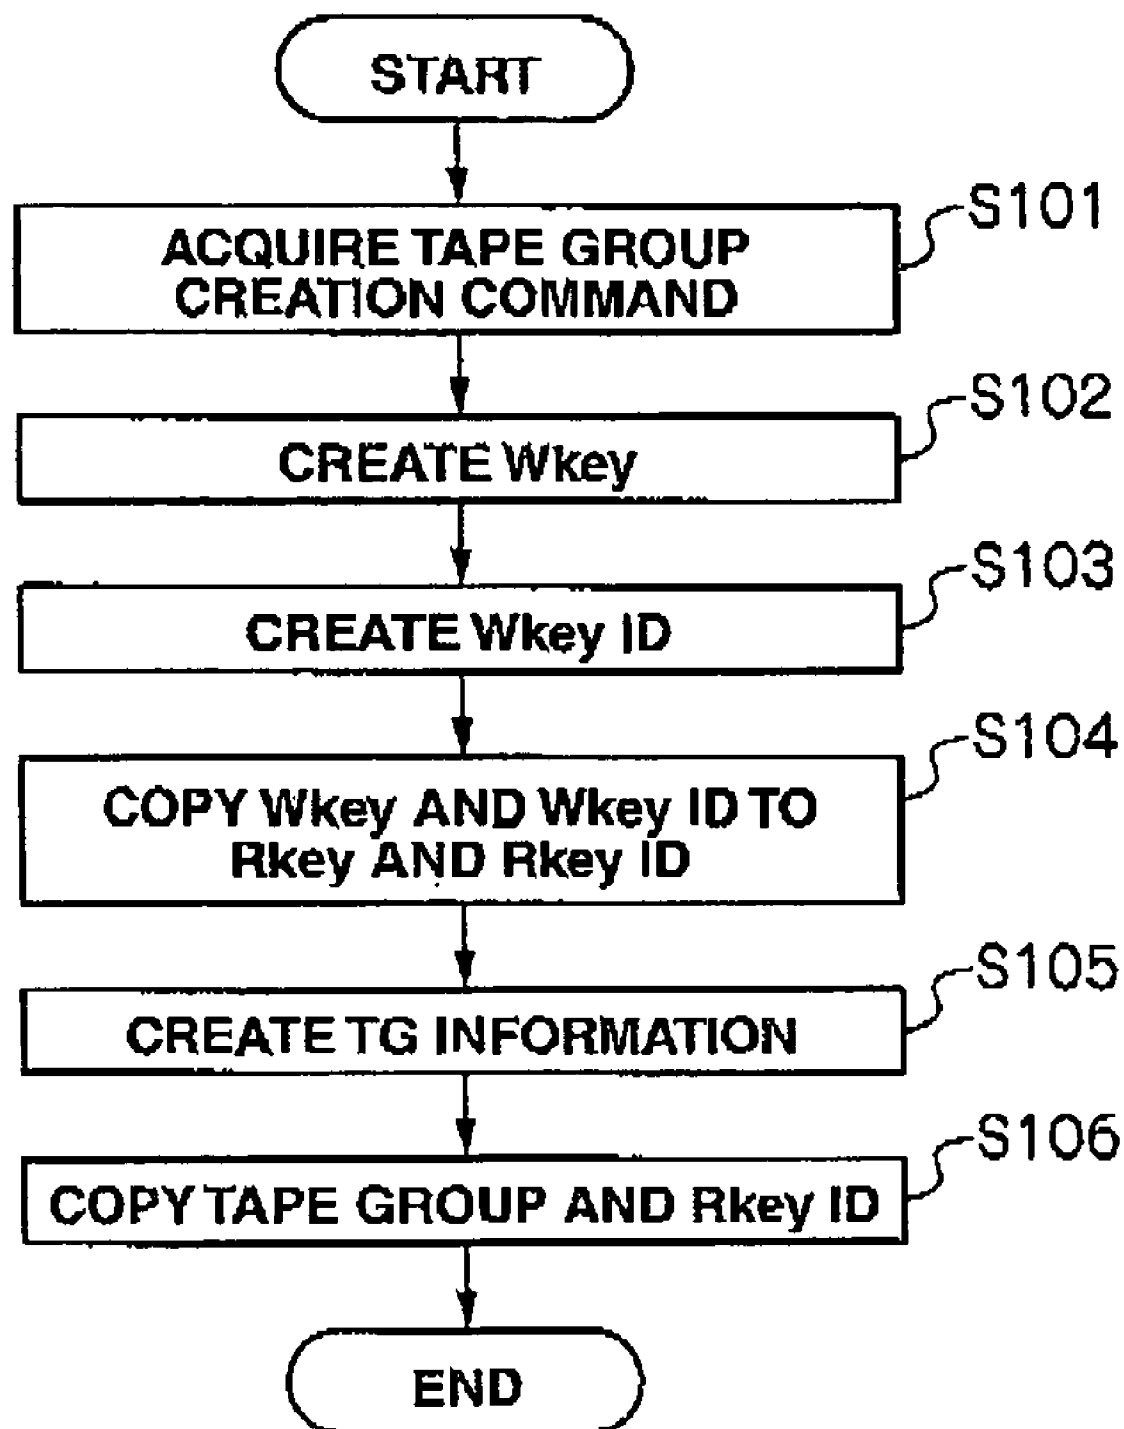 START
S101
ACQUIRE TAPE GROUP
CREATION COMMAND
S102
CREATE Wkey
S103
CREATE Wkey ID
S104
COPY Wkey AND Wkey ID TO
Rkey AND Rkey ID
S105
CREATE TG INFORMATION
S106
COPY TAPE GROUP AND Rkey ID
END